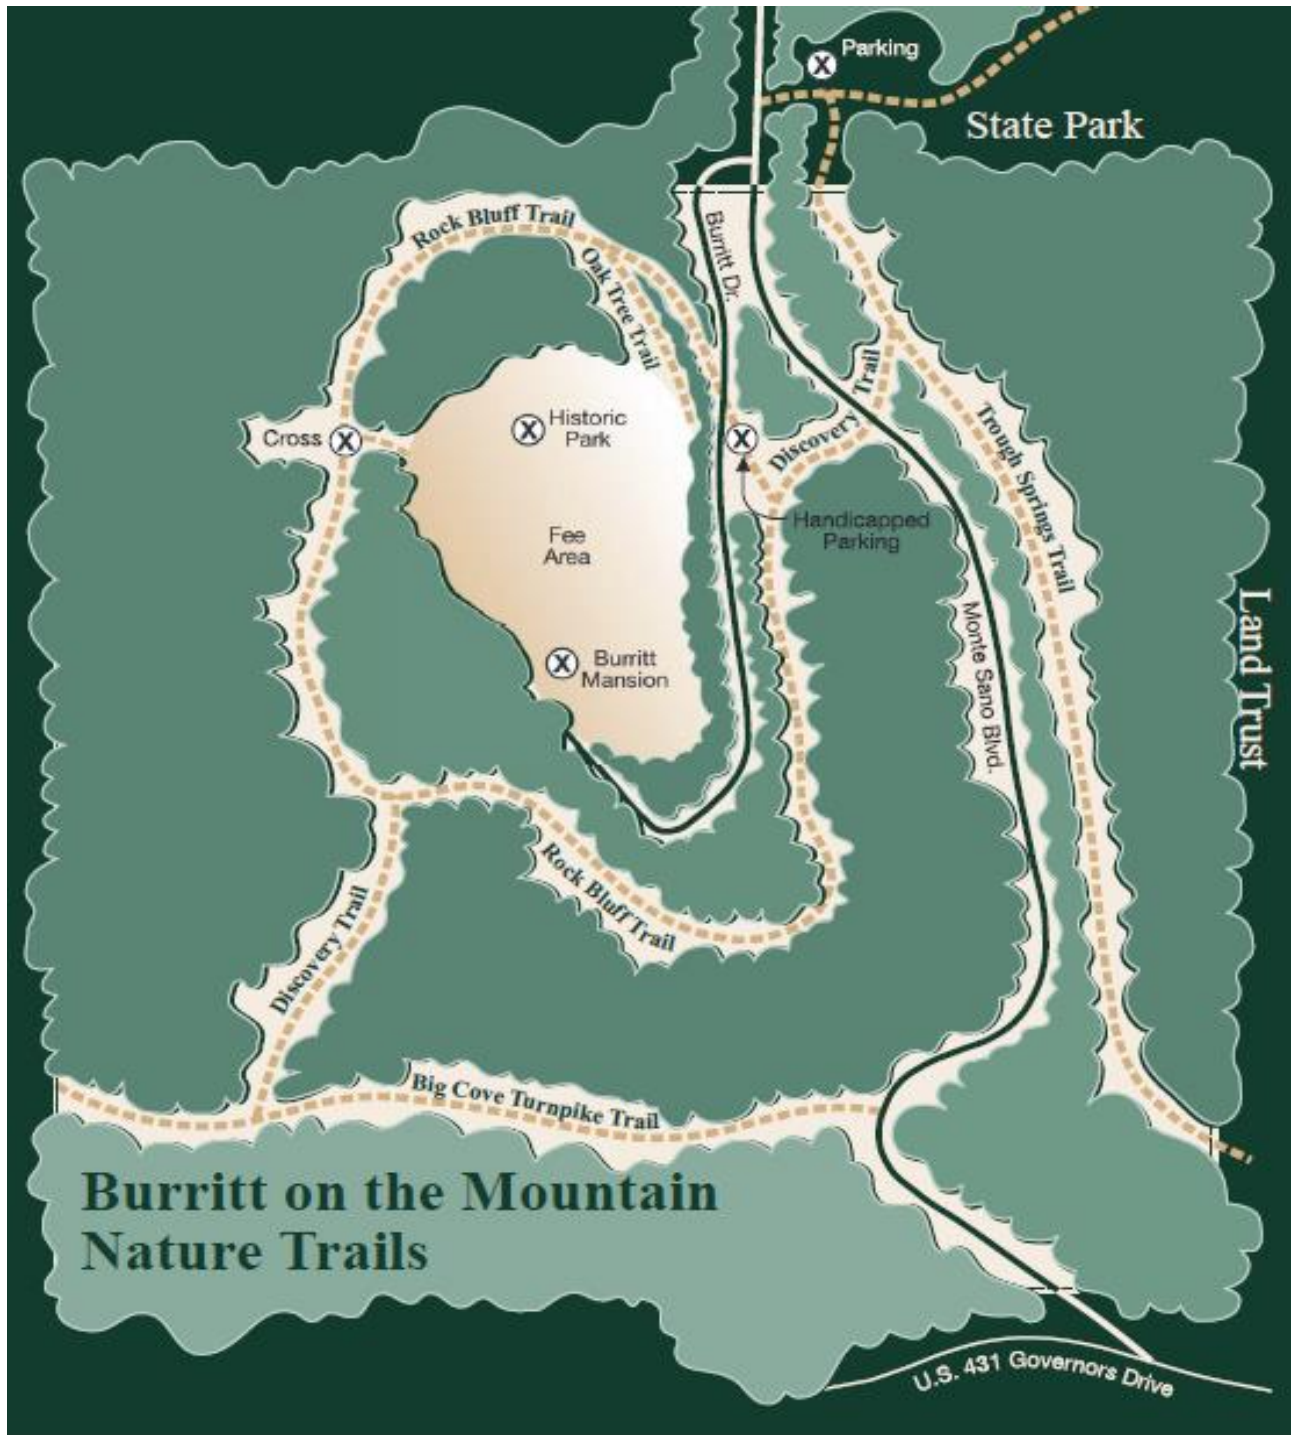 X
Parking
State Park
Rock Bluff Trail
Oak Tree Trail
Burritt Dr.
Discovery Trail
Trough Springs Trail
Cross X
X Historic
Park
X
Handicapped
Parking
Fee
Area
Land Trust
Monte Sano Blvd.
X Burritt
Mansion
Rock Bluff Trail
Discovery Trail
Big Cove Turnpike Trail
Burritt on the Mountain
Nature Trails
U.S. 431 Governors Drive